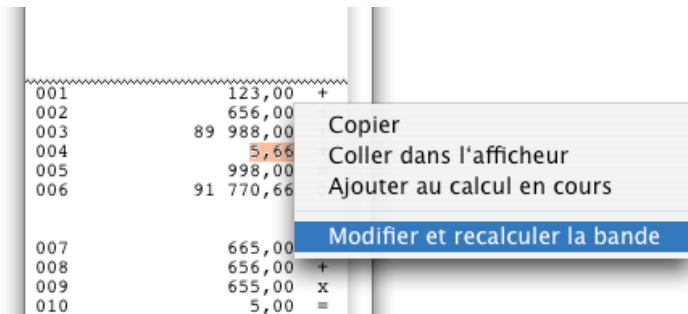 001 123,00 +
002 656,00
003 89 988,00
004 5,66
005 998,00
006 91 770,66
007 665,00
008 656,00 +
009 655,00 x
010 5,00 =
Copier
Coller dans l'afficheur
Ajouter au calcul en cours
Modifier et recalculer la bande